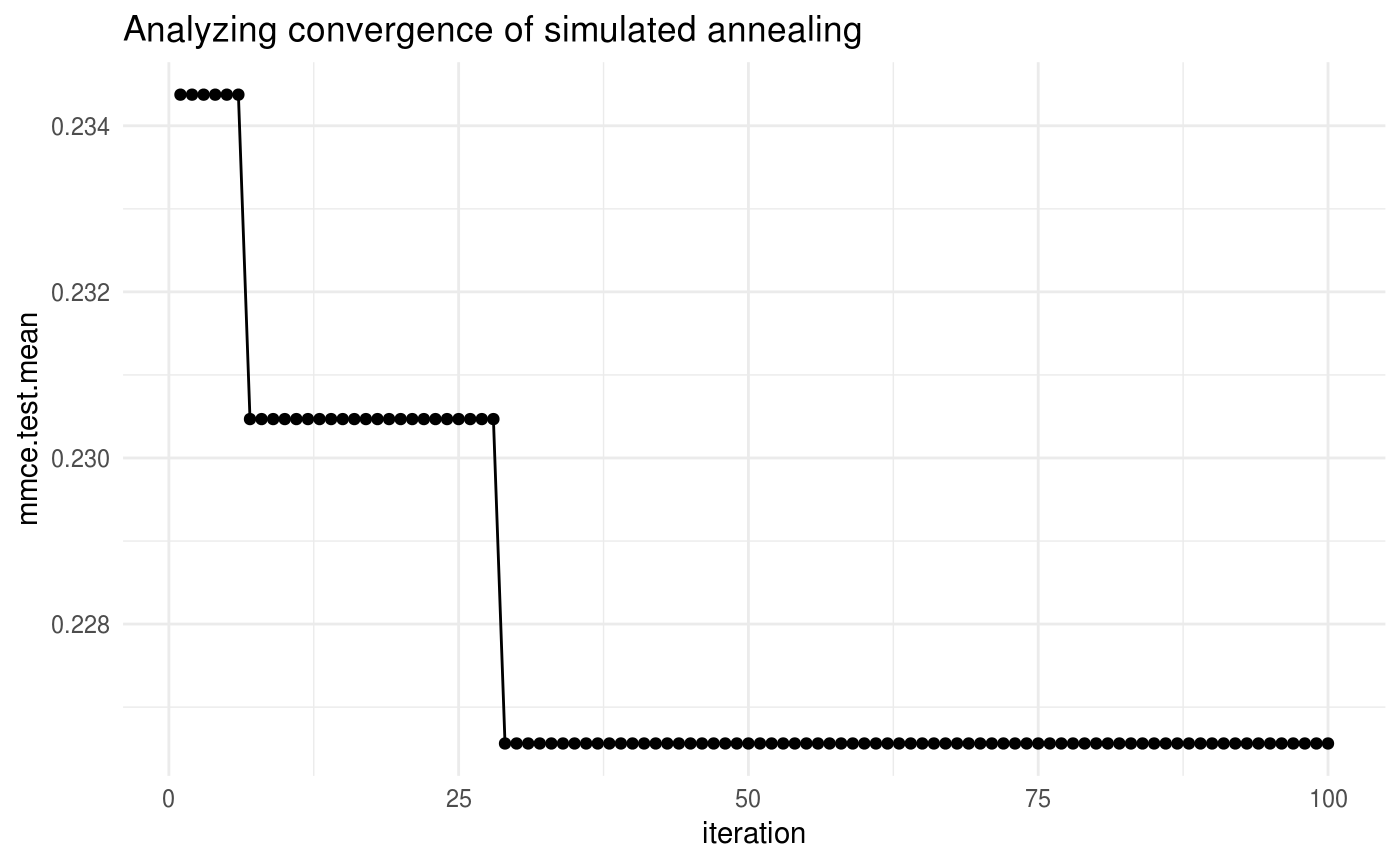 Analyzing convergence of simulated annealing
mmce.test.mean
0.234
0.232
0.230
0.228
0 25 50 75 100
iteration